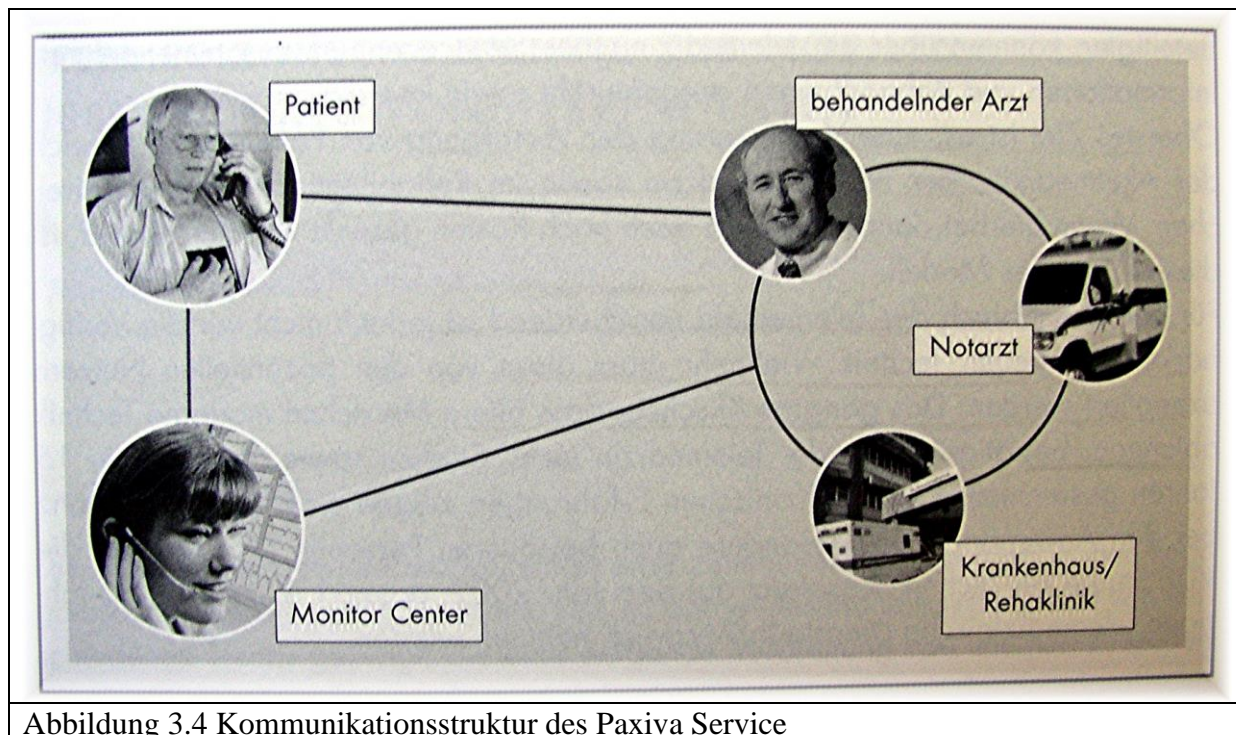 Patient
behandelnder Arzt
Notarzt
Krankenhaus/
Rehaklinik
Monitor Center
Abbildung 3.4 Kommunikationsstruktur des Paxiva Service